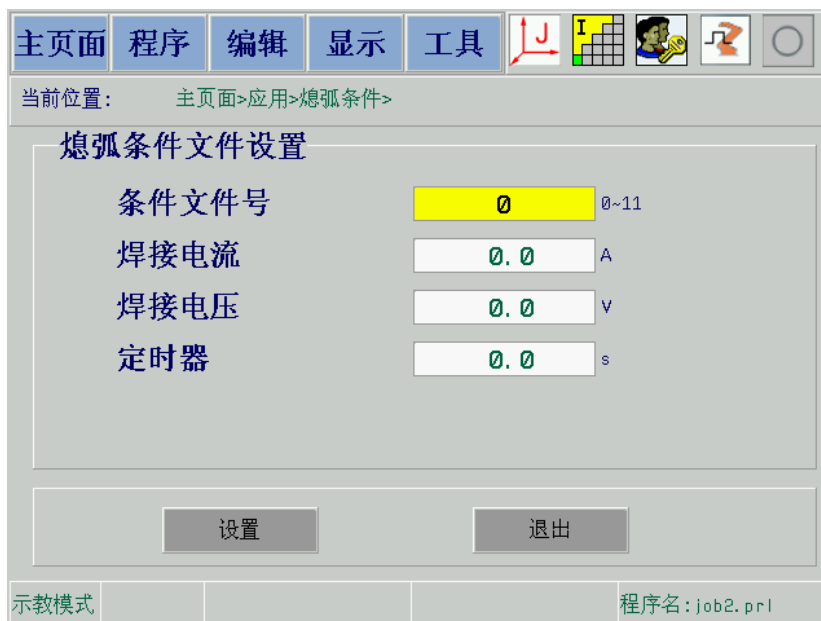 主页面 程序 编辑 显示 工具 J I
当前位置: 主页面>应用>熄弧条件>
熄弧条件文件设置
条件文件号 0 0~11
焊接电流 0.0 A
焊接电压 0.0 V
定时器 0.0 s
设置 退出
示教模式 程序名:job2.prl